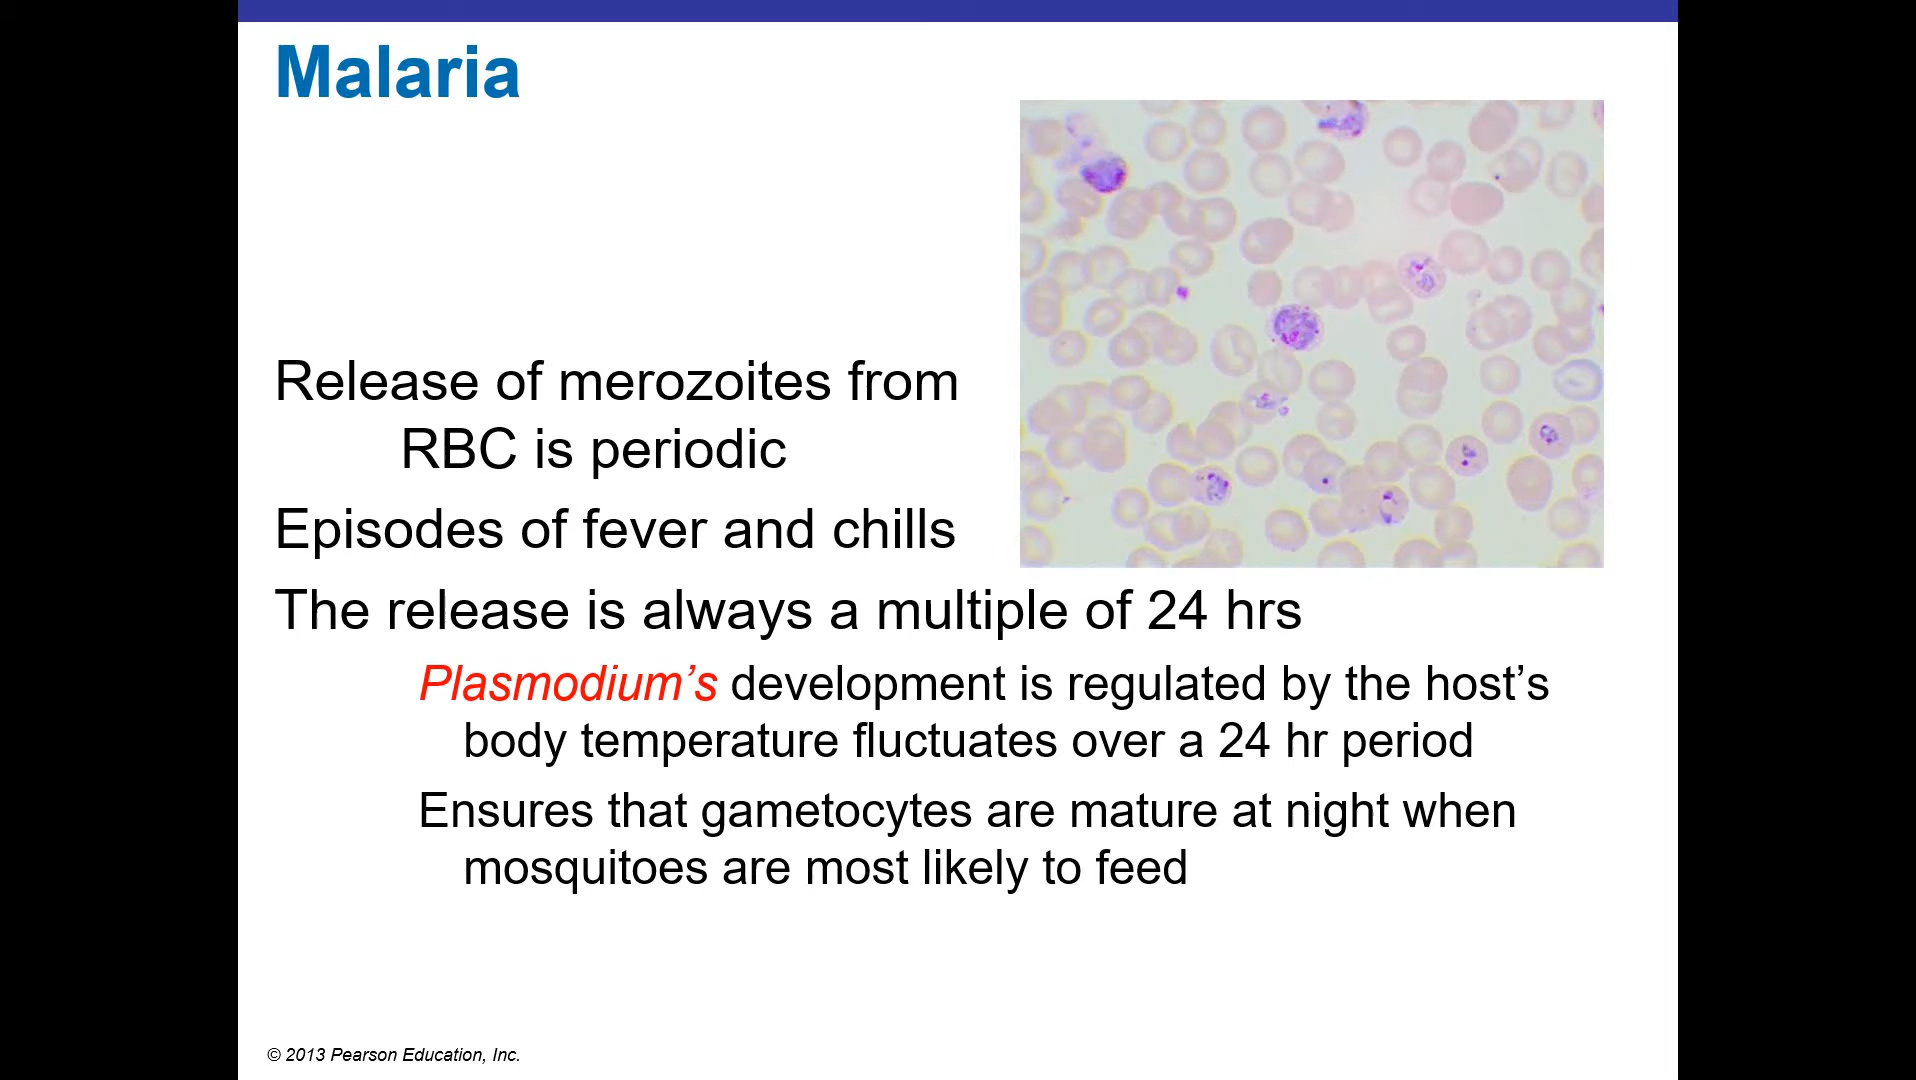 Malaria
Release of merozoites from
RBC is periodic
Episodes of fever and chills
The release is always a multiple of 24 hrs
Plasmodium’s development is regulated by the host’s
body temperature fluctuates over a 24 hr period
Ensures that gametocytes are mature at night when
mosquitoes are most likely to feed
© 2013 Pearson Education, Inc.